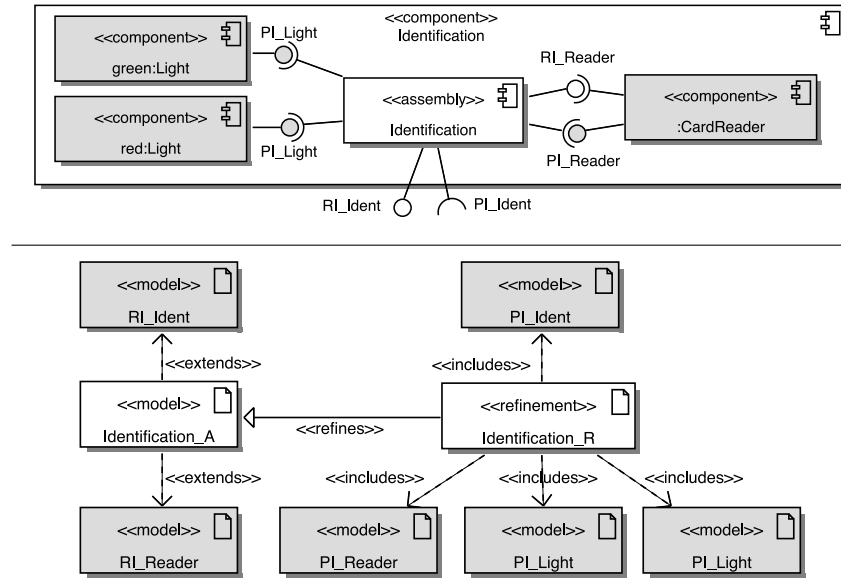 <<component>>
Identification
<<component>>
green:Light
PI_Light
<<component>>
red:Light
PI_Light
<<assembly>>
Identification
RI_Reader
PI_Reader
<<component>>
:CardReader
RI_Ident
PI_Ident
<<model>>
RI_Ident
<<model>>
PI_Ident
<<extends>>
<<includes>>
<<model>>
Identification_A
<<refines>>
<<refinement>>
Identification_R
<<extends>>
<<includes>>
<<includes>>
<<includes>>
<<model>>
RI_Reader
<<model>>
PI_Reader
<<model>>
PI_Light
<<model>>
PI_Light